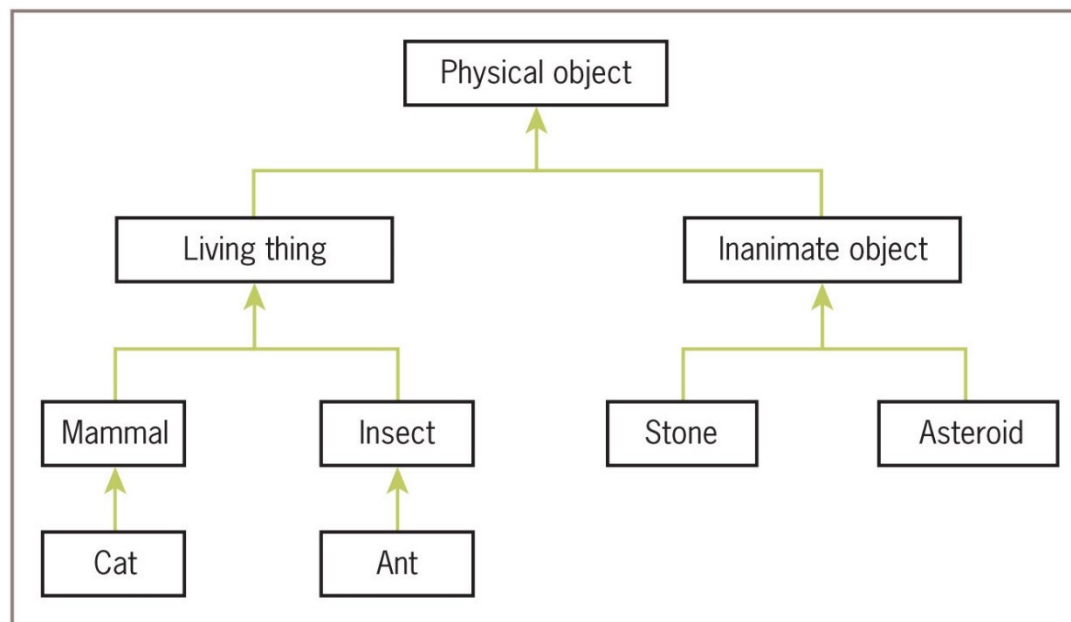 Physical object
Living thing
Inanimate object
Mammal
Insect
Stone
Asteroid
Cat
Ant